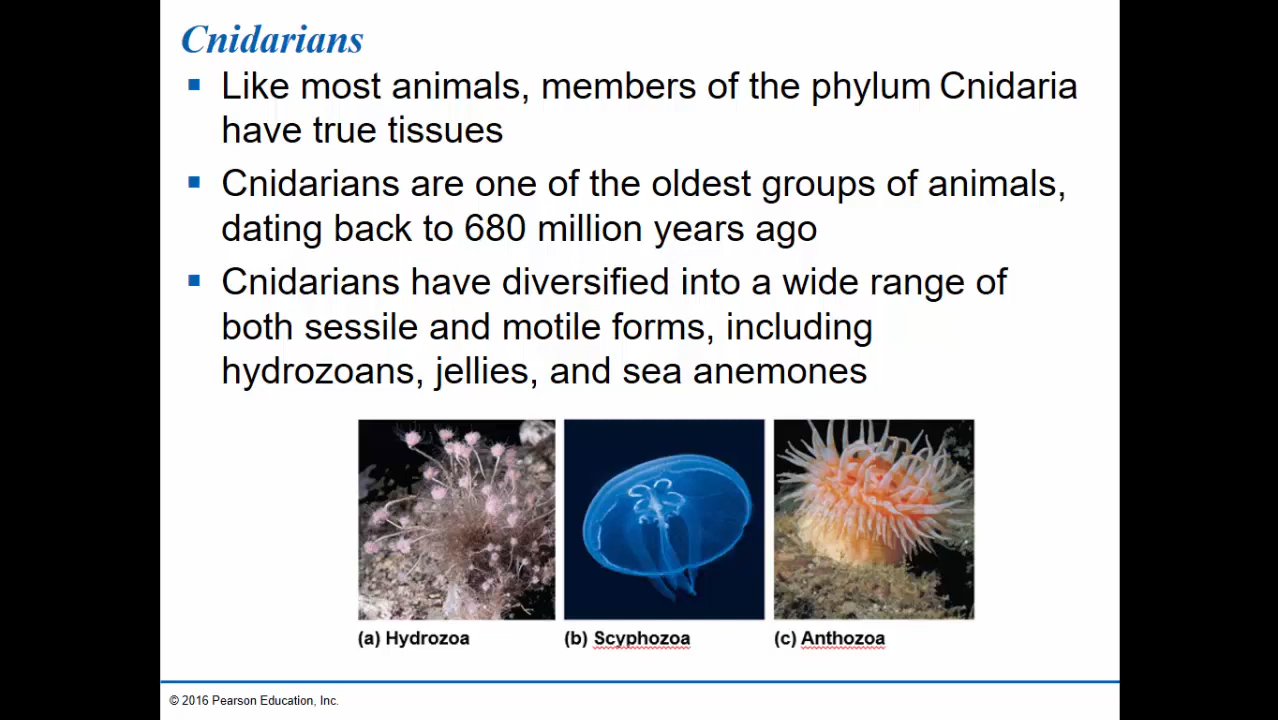 Cnidarians
▪ Like most animals, members of the phylum Cnidaria
have true tissues
▪ Cnidarians are one of the oldest groups of animals,
dating back to 680 million years ago
▪ Cnidarians have diversified into a wide range of
both sessile and motile forms, including
hydrozoans, jellies, and sea anemones
(a) Hydrozoa (b) Scyphozoa (c) Anthozoa
© 2016 Pearson Education, Inc.